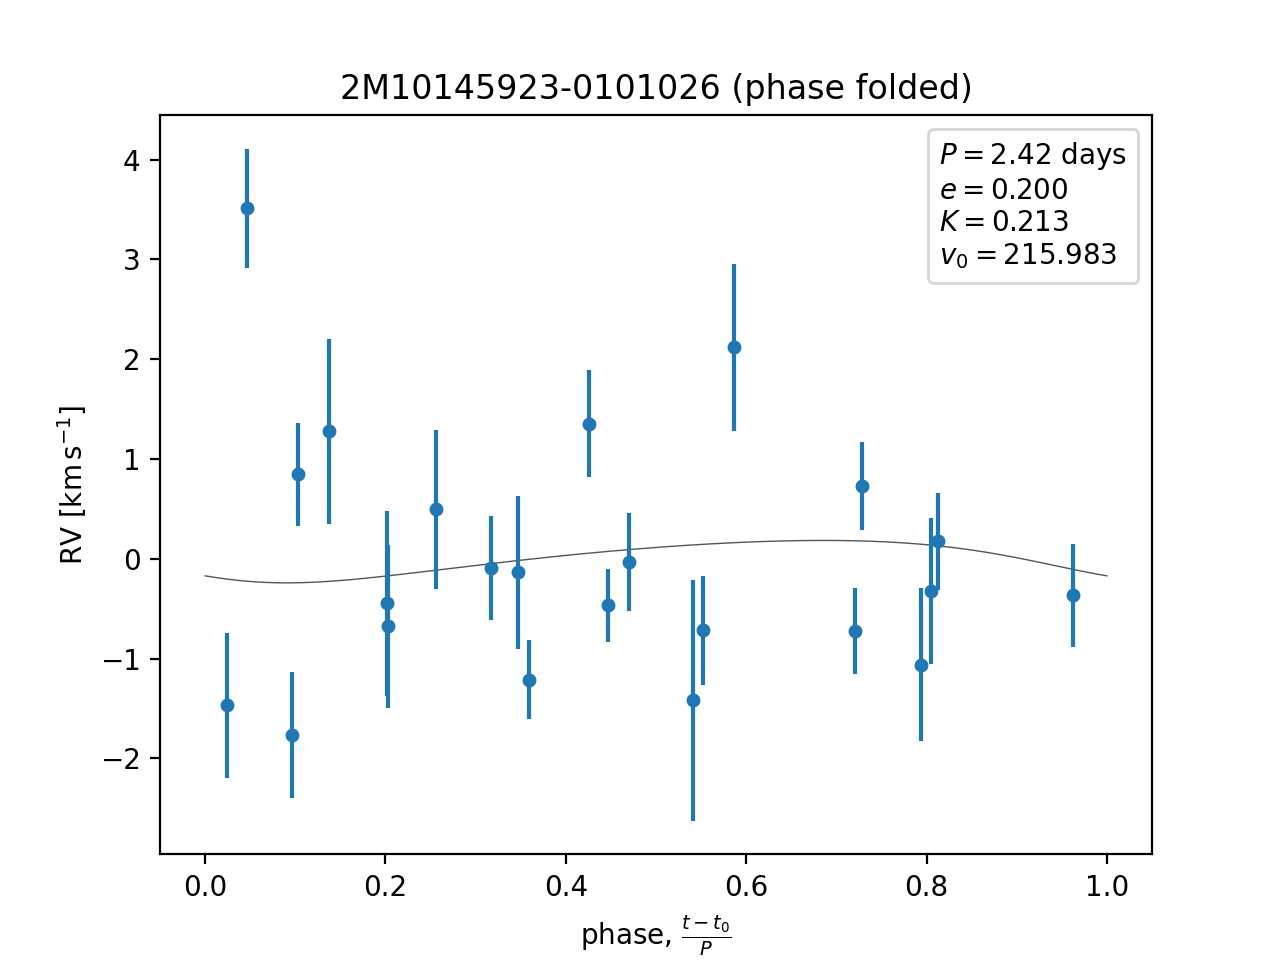 2M10145923-0101026 (phase folded)
P = 2.42 days
e = 0.200
K = 0.213
v₀ = 215.983
RV [km s⁻¹]
4
3
2
1
0
−1
−2
0.0 0.2 0.4 0.6 0.8 1.0
phase, (t − t₀)/P